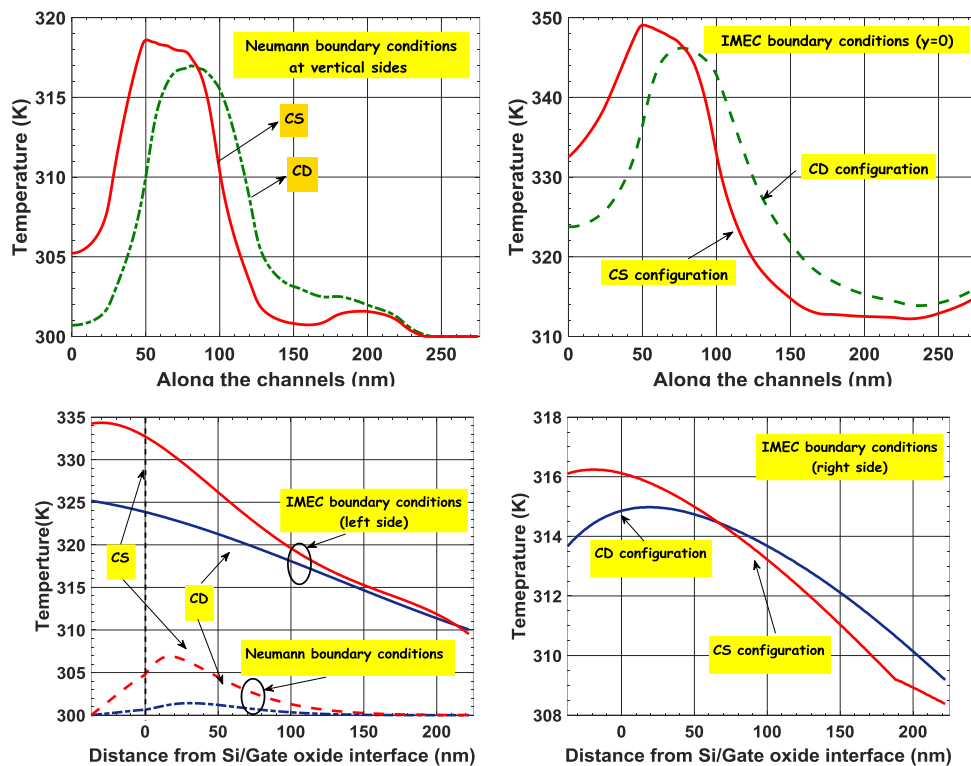 320
315
310
305
300
Temperature (K)
Neumann boundary conditions
at vertical sides
CS
CD
0
50
100
150
200
250
Along the channels (nm)
350
340
330
320
310
Temperature (K)
IMEC boundary conditions (y=0)
CD configuration
CS configuration
0
50
100
150
200
250
Along the channels (nm)
335
330
325
320
315
310
305
300
Temperture(K)
IMEC boundary conditions
(left side)
CS
CD
Neumann boundary conditions
0
50
100
150
200
Distance from Si/Gate oxide interface (nm)
318
316
314
312
310
308
Temeprature (K)
IMEC boundary conditions
(right side)
CD configuration
CS configuration
0
50
100
150
200
Distance from Si/Gate oxide interface (nm)